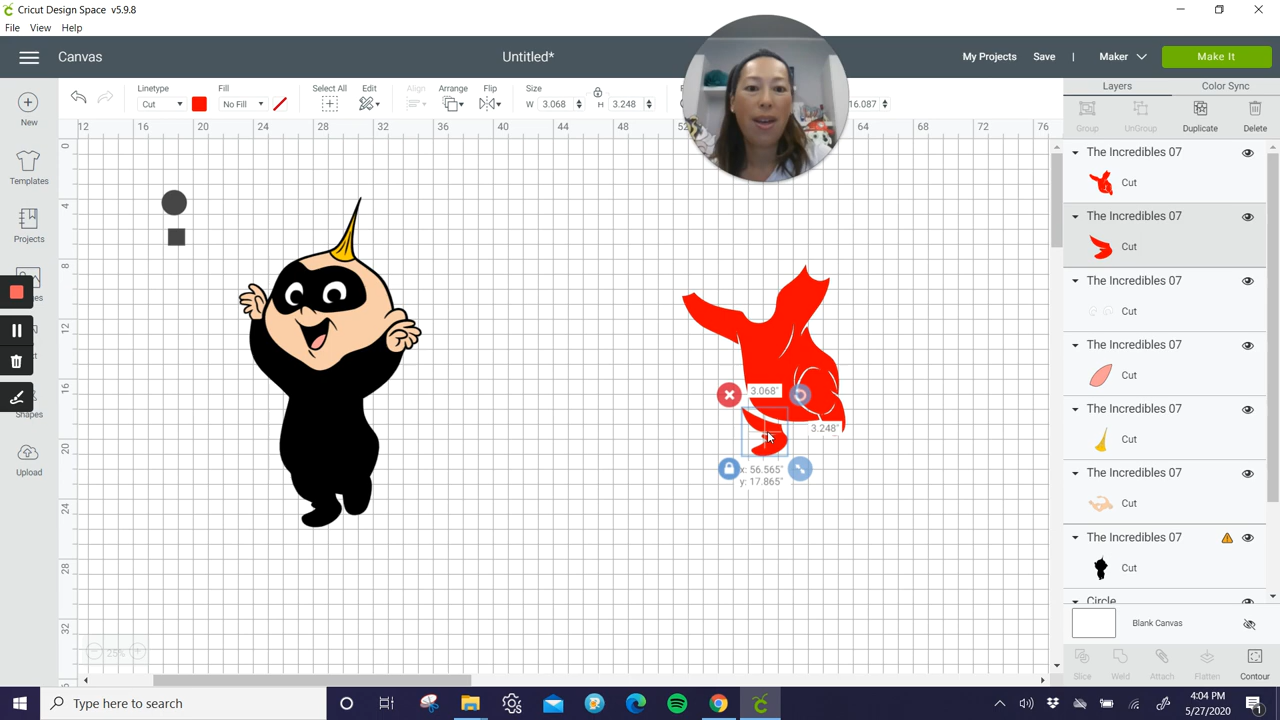 Cricut Design Space v5.9.8
File View Help
Canvas
Untitled*
My Projects Save | Maker Make It
Linetype
Cut
Fill
No Fill
Select All
Edit
Align
Arrange
Flip
Size
W 3.068
H 3.248
16.087
Layers
Color Sync
Group
UnGroup
Duplicate
Delete
12 16 20 24 28 32 36 40 44 48 52 64 68 72 76
0
4
8
12
16
20
24
28
32
New
Templates
Projects
Shapes
Upload
3.068"
3.248"
x: 56.565"
y: 17.865"
25%
The Incredibles 07
Cut
The Incredibles 07
Cut
The Incredibles 07
Cut
The Incredibles 07
Cut
The Incredibles 07
Cut
The Incredibles 07
Cut
The Incredibles 07
Cut
Circle
Blank Canvas
Slice
Weld
Attach
Flatten
Contour
Type here to search
4:04 PM
5/27/2020